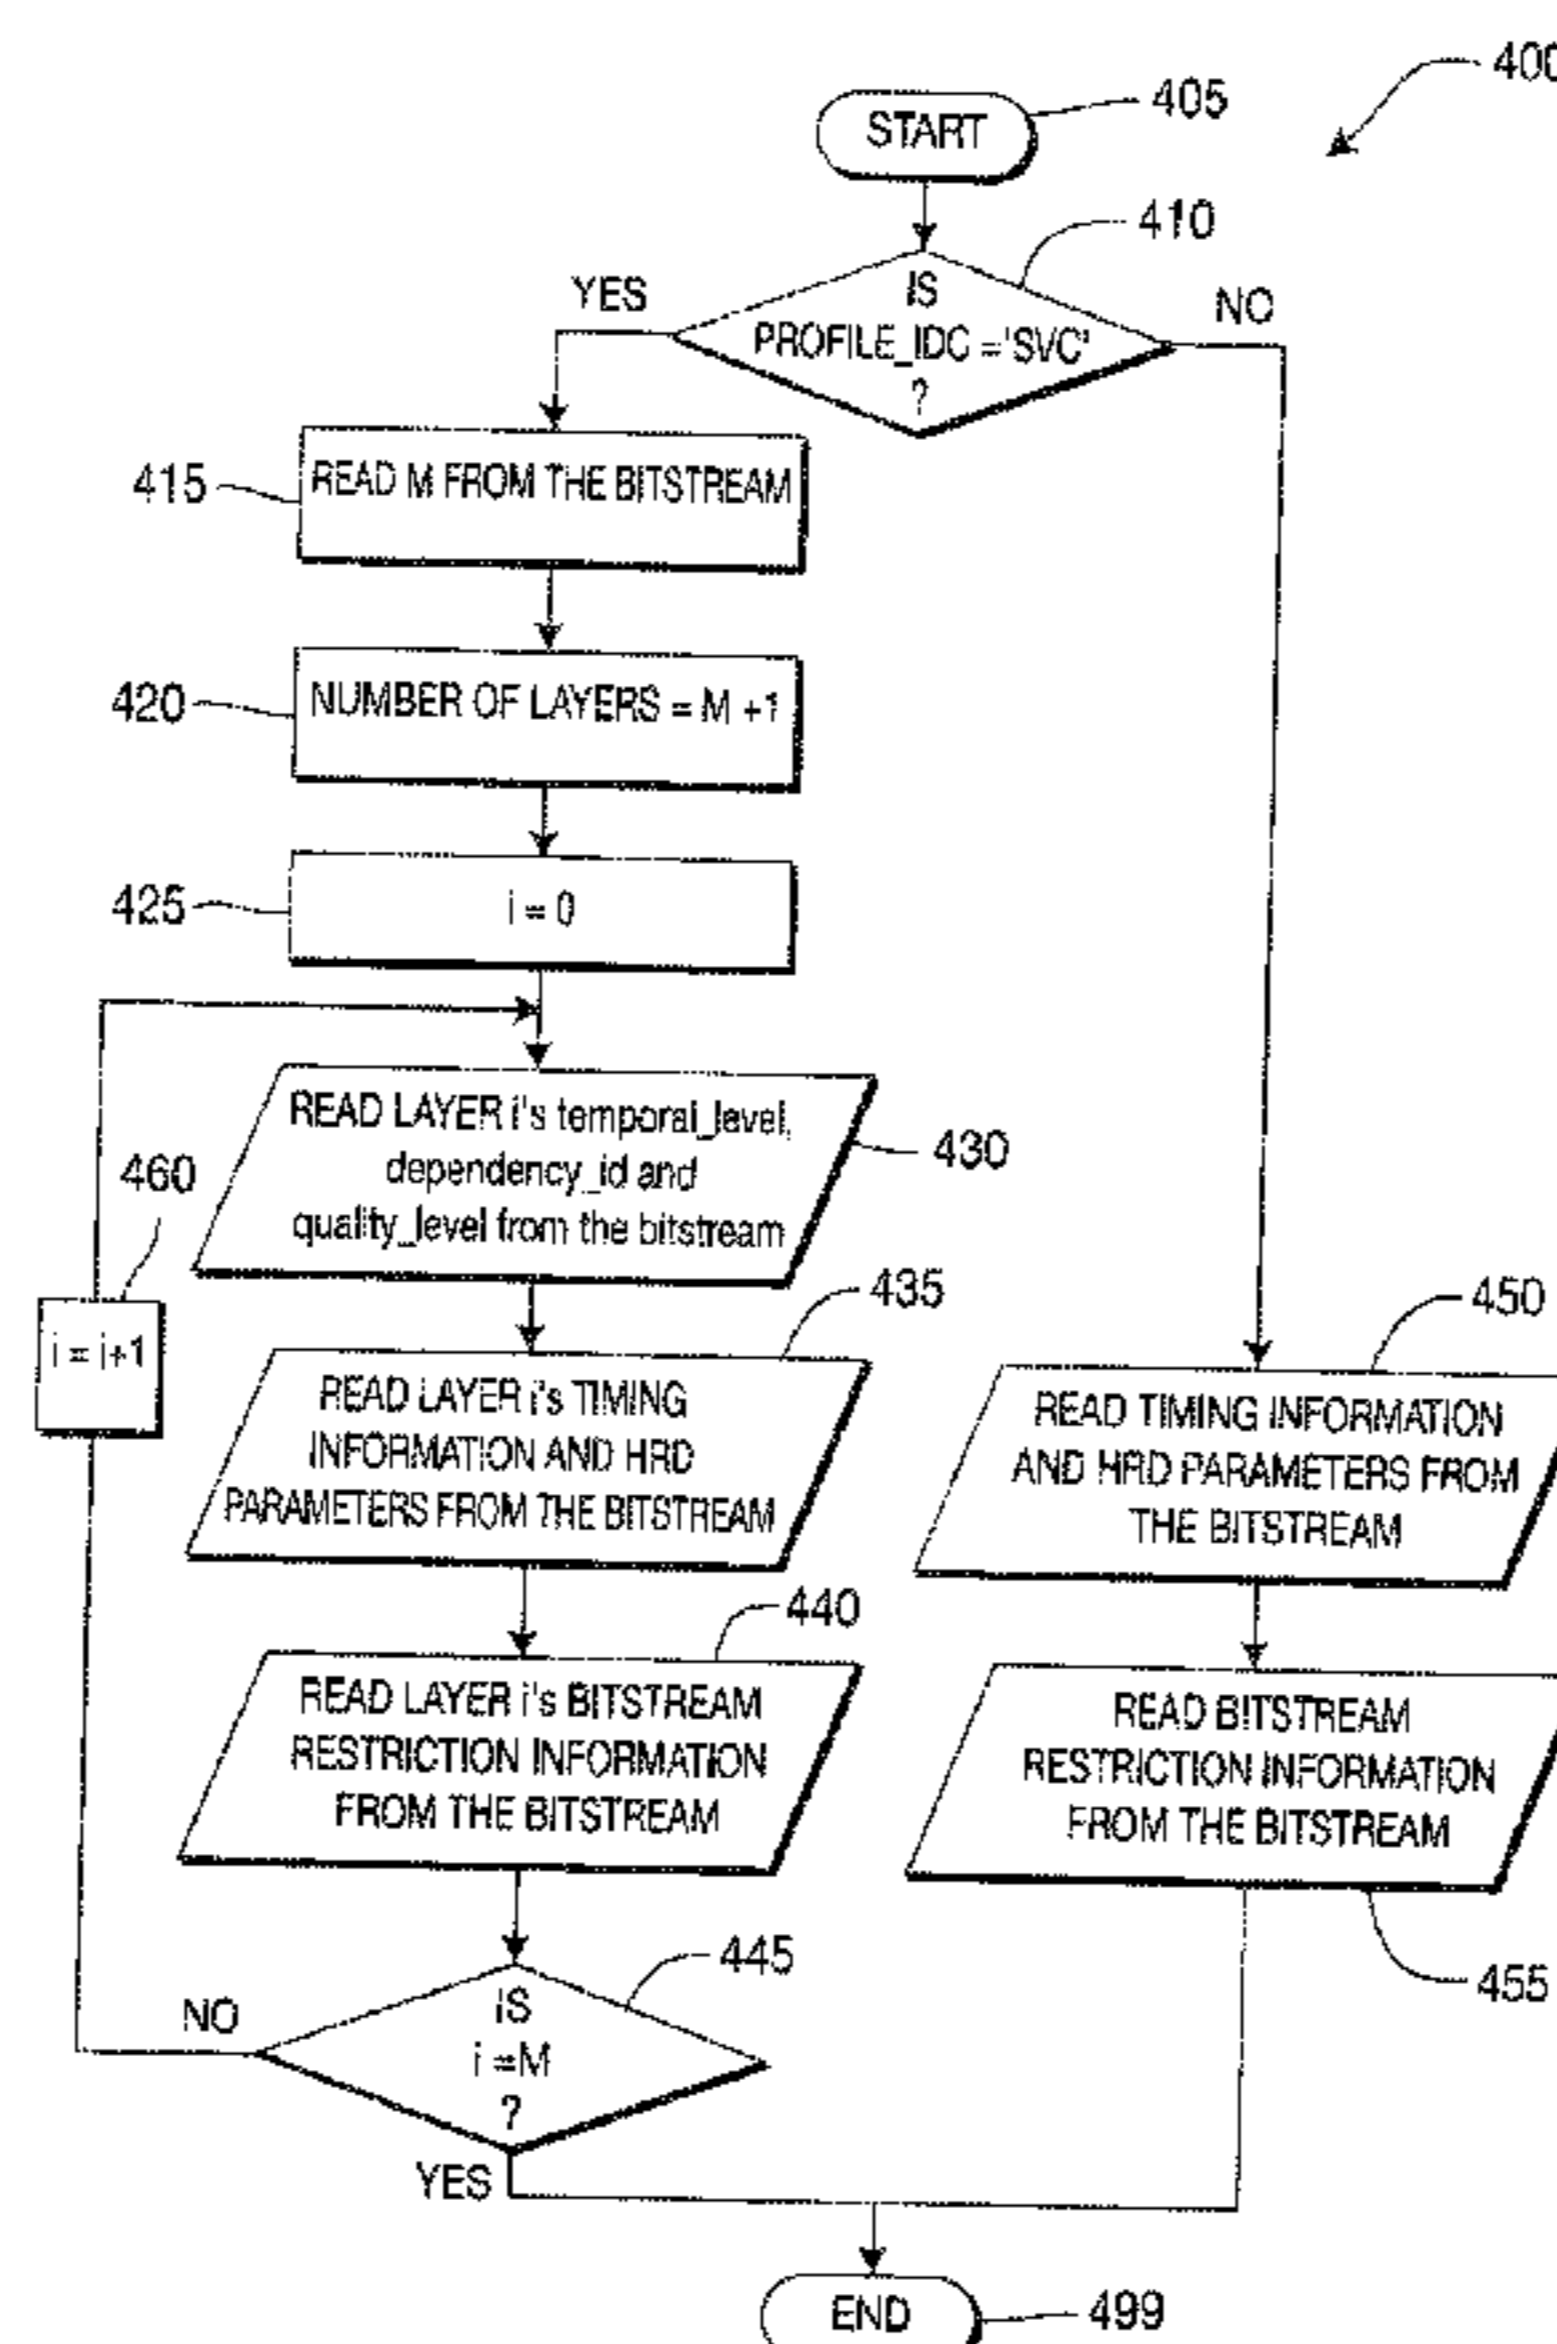 400
START
405
410
IS
PROFILE_IDC ='SVC'
?
YES
NO
415
READ M FROM THE BITSTREAM
420
NUMBER OF LAYERS = M +1
425
i = 0
READ LAYER i's temporal_level,
dependency_id and
quality_level from the bitstream
430
460
i = i+1
435
READ LAYER i's TIMING
INFORMATION AND HRD
PARAMETERS FROM THE BITSTREAM
450
READ TIMING INFORMATION
AND HRD PARAMETERS FROM
THE BITSTREAM
440
READ LAYER i's BITSTREAM
RESTRICTION INFORMATION
FROM THE BITSTREAM
READ BITSTREAM
RESTRICTION INFORMATION
FROM THE BITSTREAM
455
445
IS
i =M
?
NO
YES
END
499